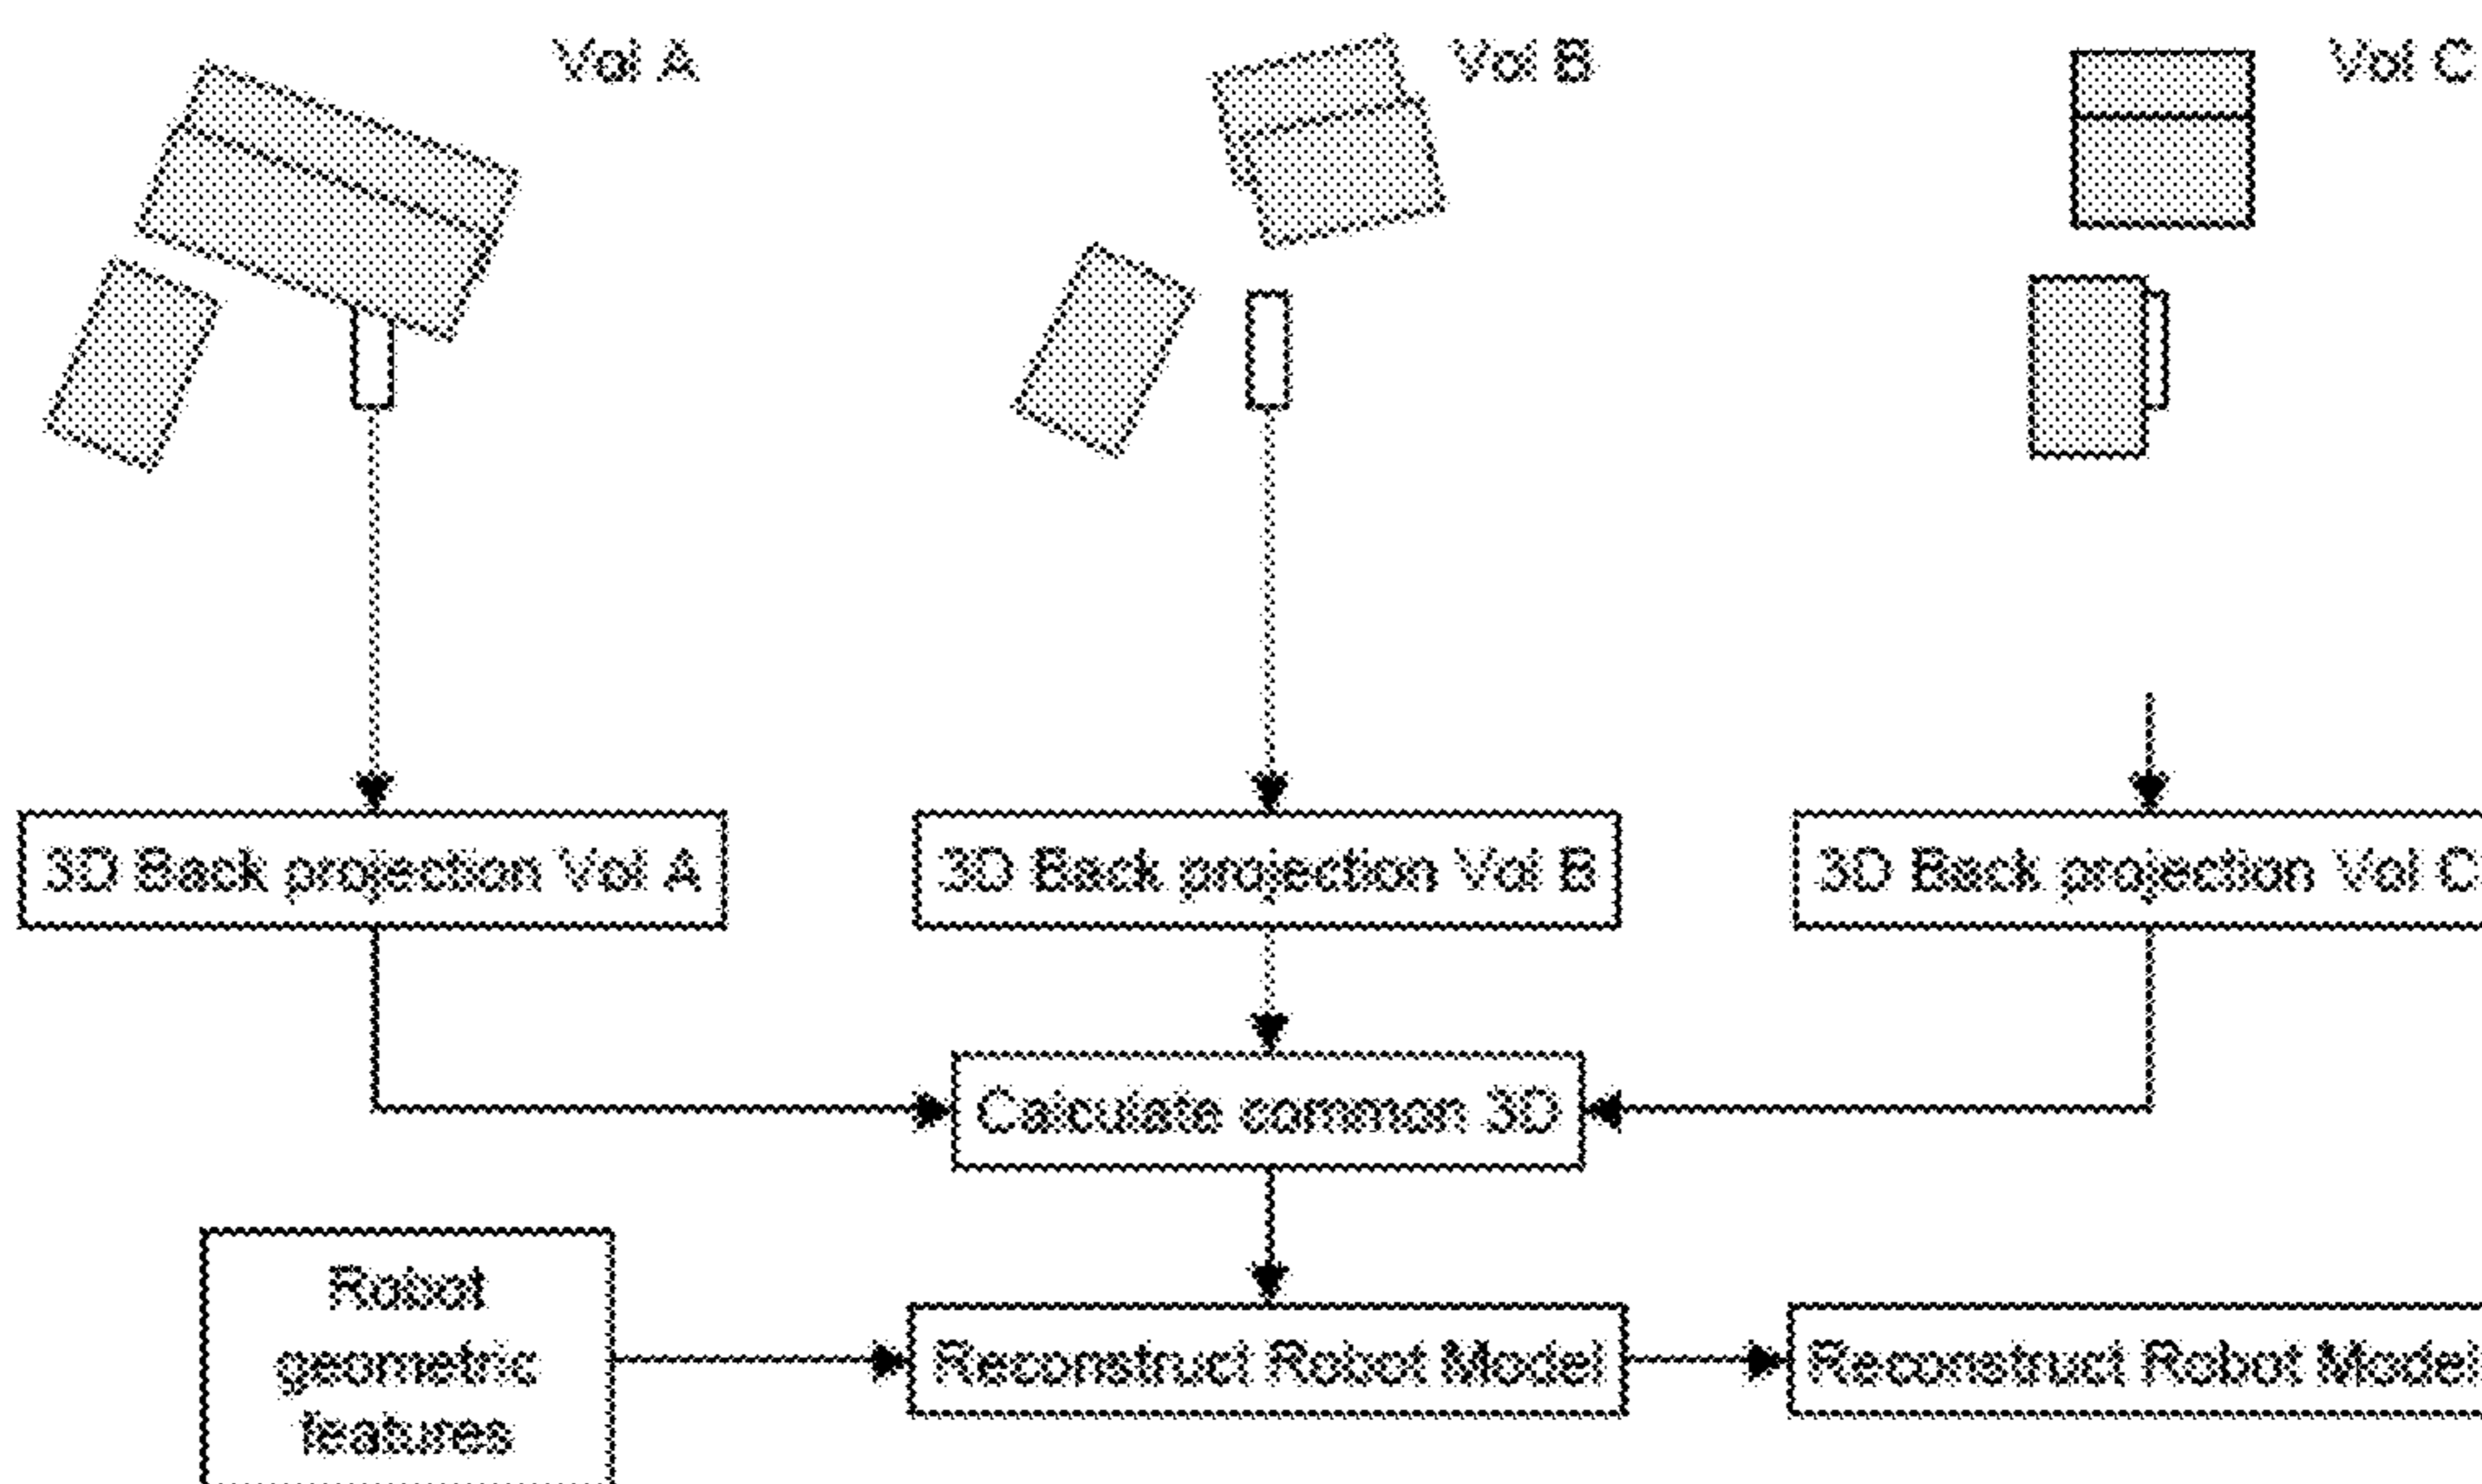 Vol A
Vol B
Vol C
3D Back projection Vol A
3D Back projection Vol B
3D Back projection Vol C
Calculate common 3D
Robot
geometric
features
Reconstruct Robot Model
Reconstruct Robot Model